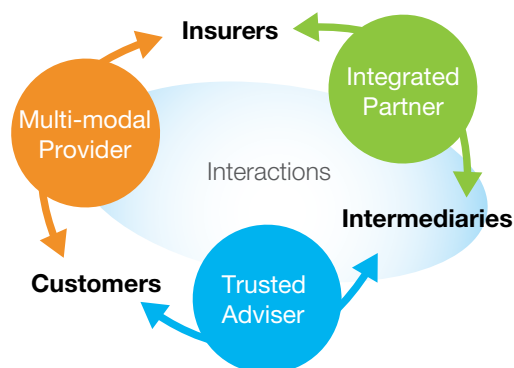 Insurers
Integrated
Partner
Multi-modal
Provider
Interactions
Intermediaries
Customers
Trusted
Adviser